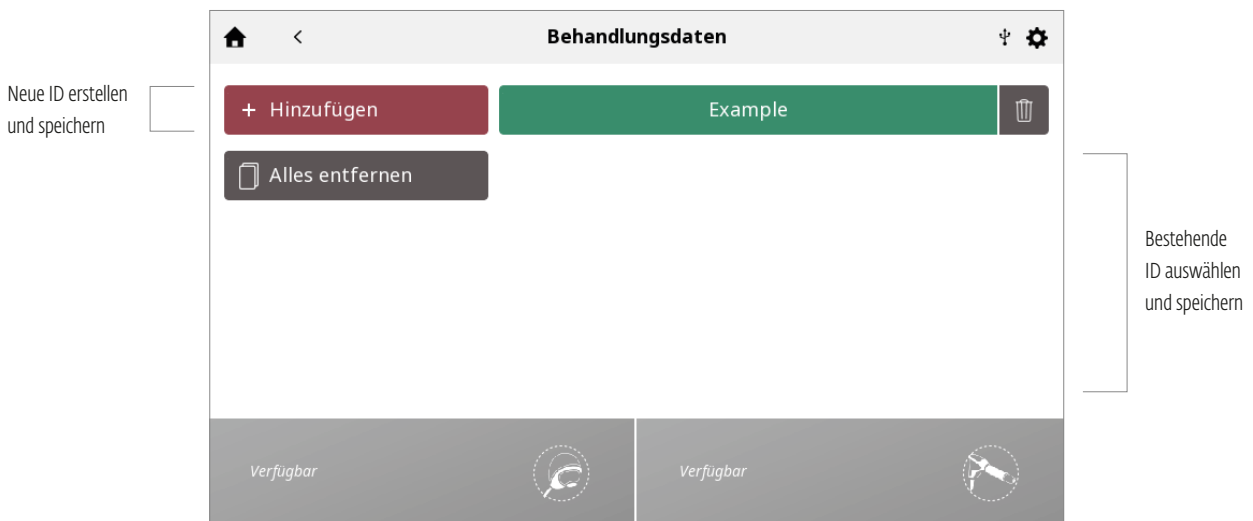 Behandlungsdaten
Neue ID erstellen
und speichern
+ Hinzufügen
Example
Alles entfernen
Bestehende
ID auswählen
und speichern
Verfügbar
Verfügbar